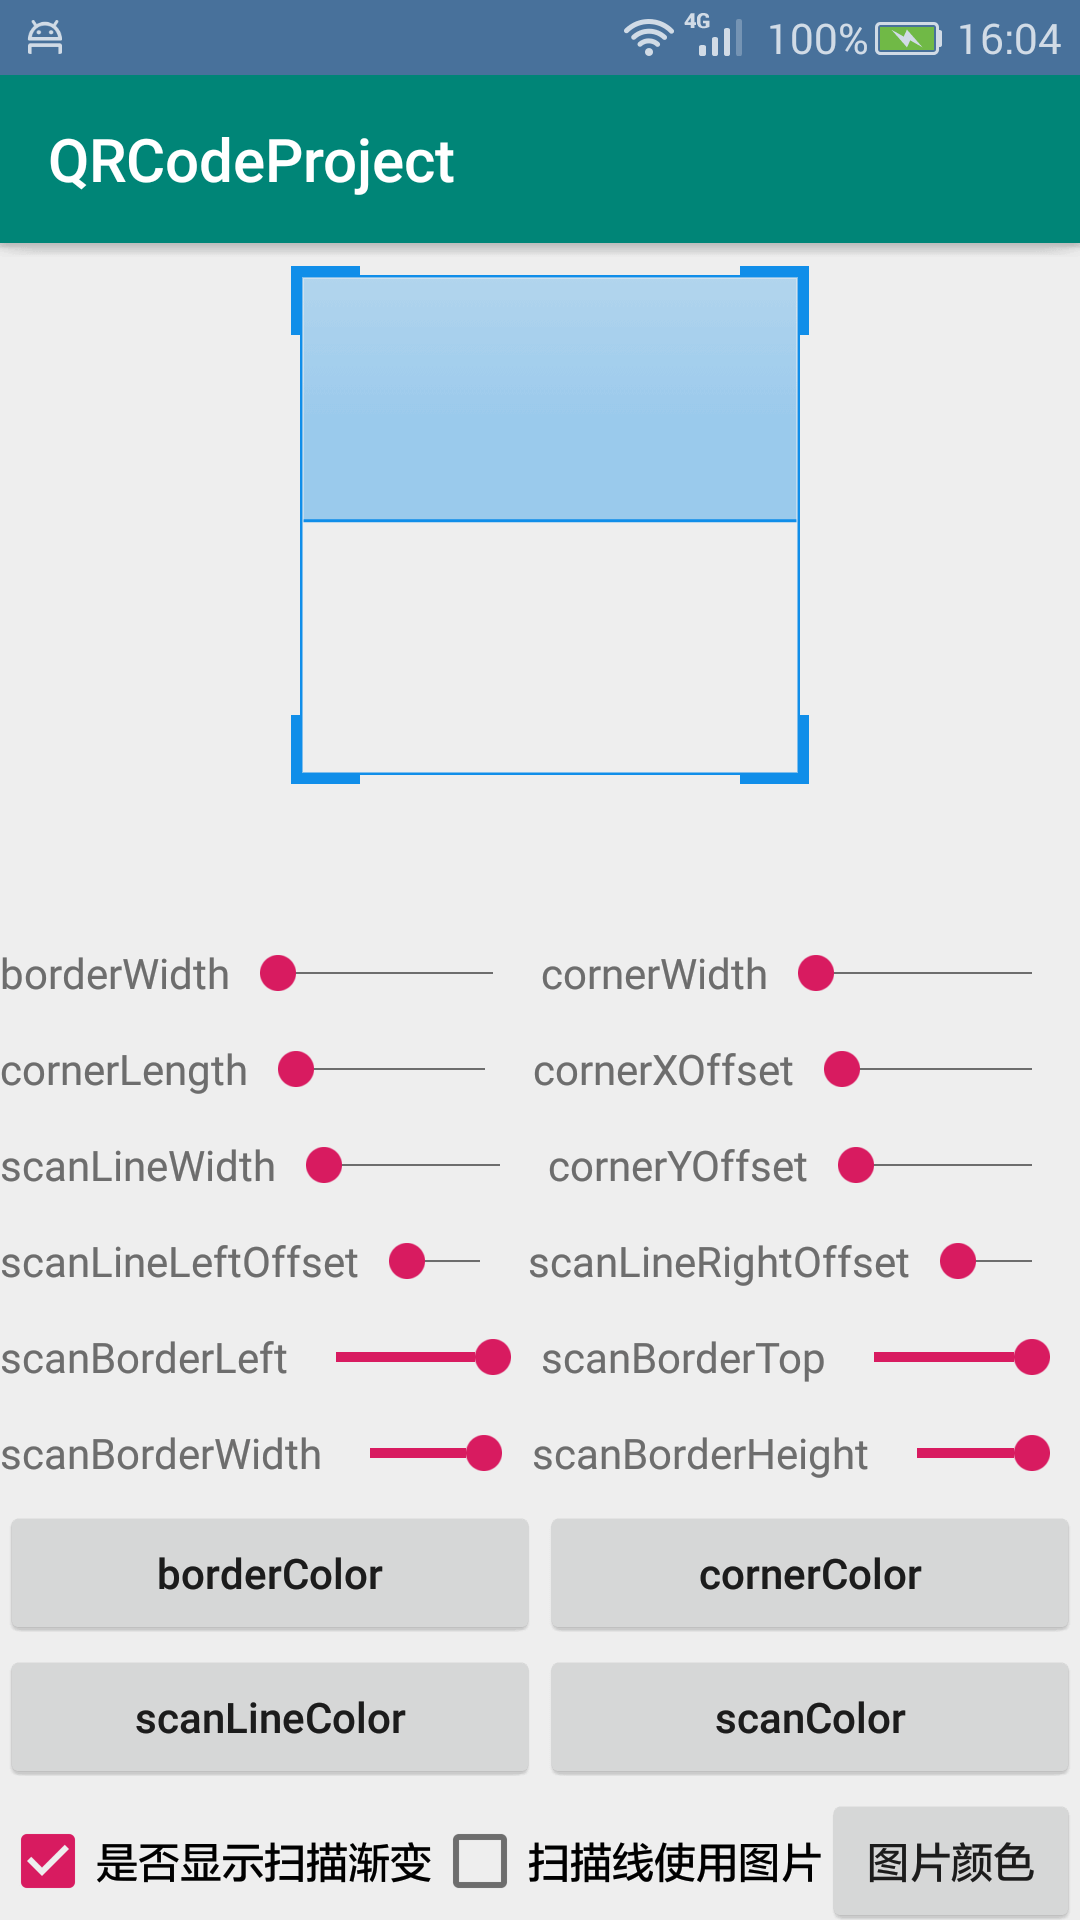 4G 100% 16:04
QRCodeProject
borderWidth cornerWidth
cornerLength cornerXOffset
scanLineWidth cornerYOffset
scanLineLeftOffset scanLineRightOffset
scanBorderLeft scanBorderTop
scanBorderWidth scanBorderHeight
borderColor cornerColor
scanLineColor scanColor
是否显示扫描渐变 扫描线使用图片 图片颜色